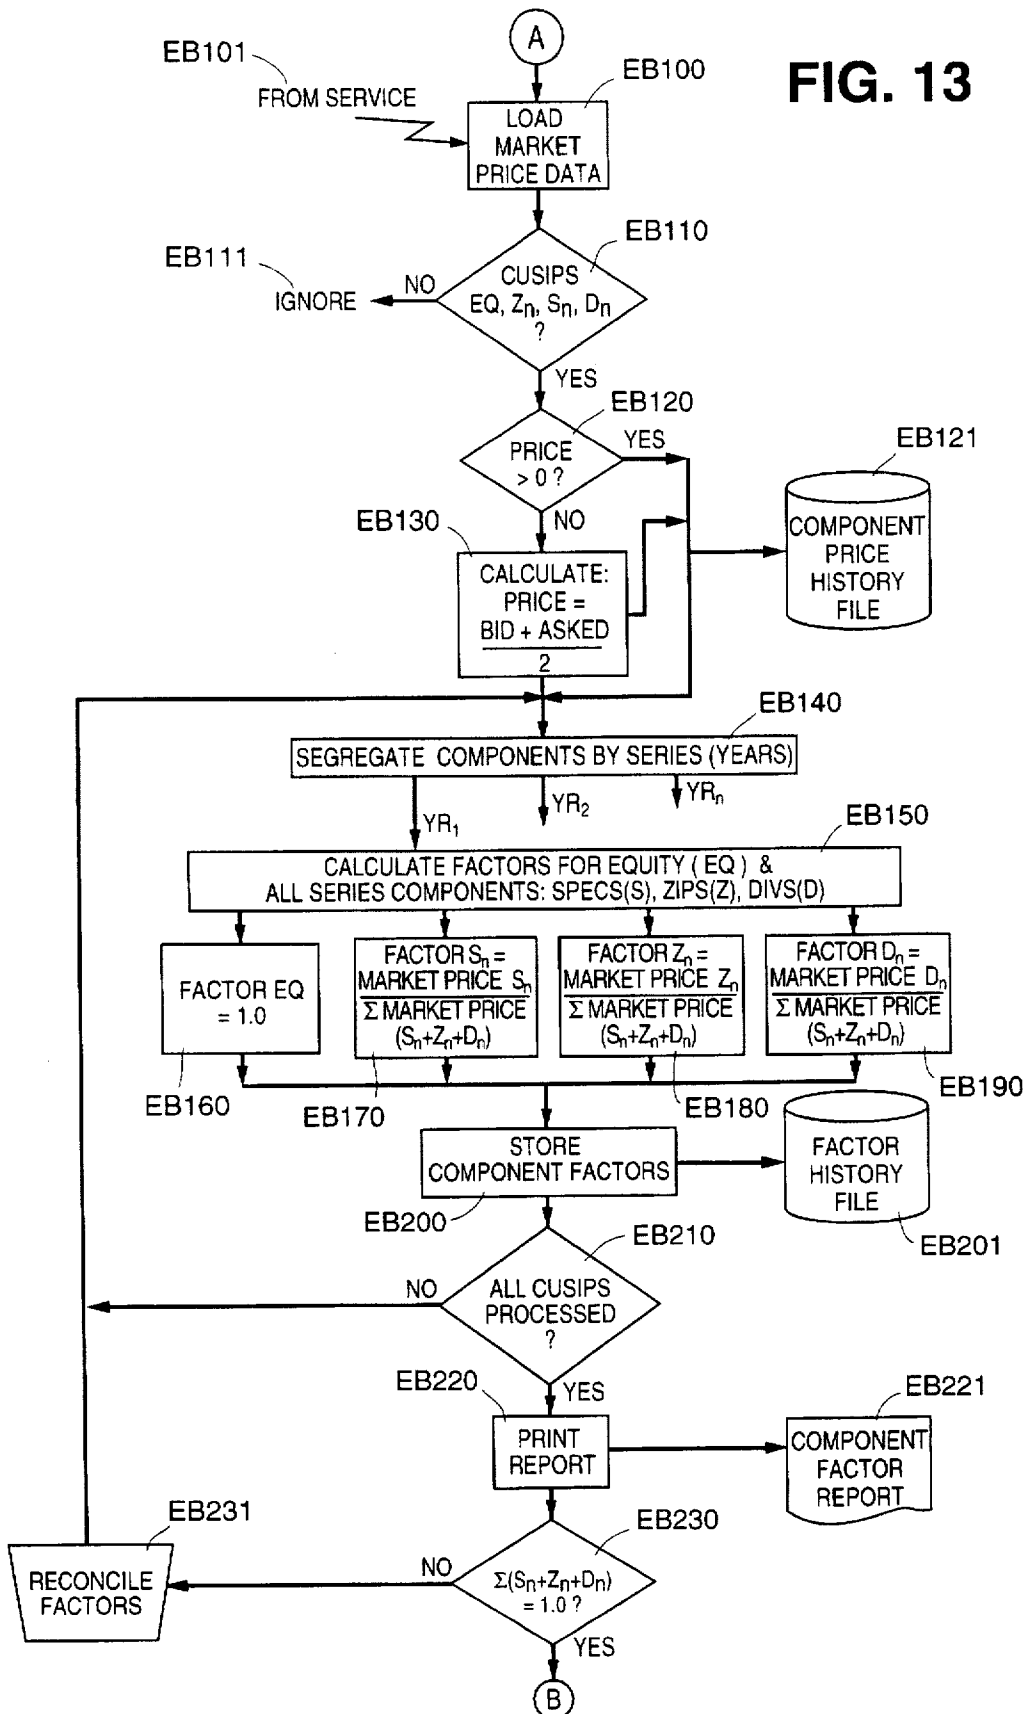 A
EB101
EB100
FIG. 13
FROM SERVICE
LOAD
MARKET
PRICE DATA
EB110
EB111
NO
IGNORE
CUSIPS
EQ, Zn, Sn, Dn
?
YES
EB120
YES
PRICE
> 0 ?
EB121
COMPONENT
PRICE
HISTORY
FILE
EB130
NO
CALCULATE:
PRICE =
BID + ASKED
2
EB140
SEGREGATE COMPONENTS BY SERIES (YEARS)
YR1
YR2
YRn
EB150
CALCULATE FACTORS FOR EQUITY ( EQ ) &
ALL SERIES COMPONENTS: SPECS(S), ZIPS(Z), DIVS(D)
FACTOR EQ
= 1.0
FACTOR Sn =
MARKET PRICE Sn
Σ MARKET PRICE
(Sn+Zn+Dn)
FACTOR Zn =
MARKET PRICE Zn
Σ MARKET PRICE
(Sn+Zn+Dn)
FACTOR Dn =
MARKET PRICE Dn
Σ MARKET PRICE
(Sn+Zn+Dn)
EB160
EB170
EB180
EB190
STORE
COMPONENT FACTORS
FACTOR
HISTORY
FILE
EB200
EB201
EB210
NO
ALL CUSIPS
PROCESSED
?
YES
EB220
PRINT
REPORT
EB221
COMPONENT
FACTOR
REPORT
EB231
RECONCILE
FACTORS
EB230
NO
Σ(Sn+Zn+Dn)
= 1.0 ?
YES
B